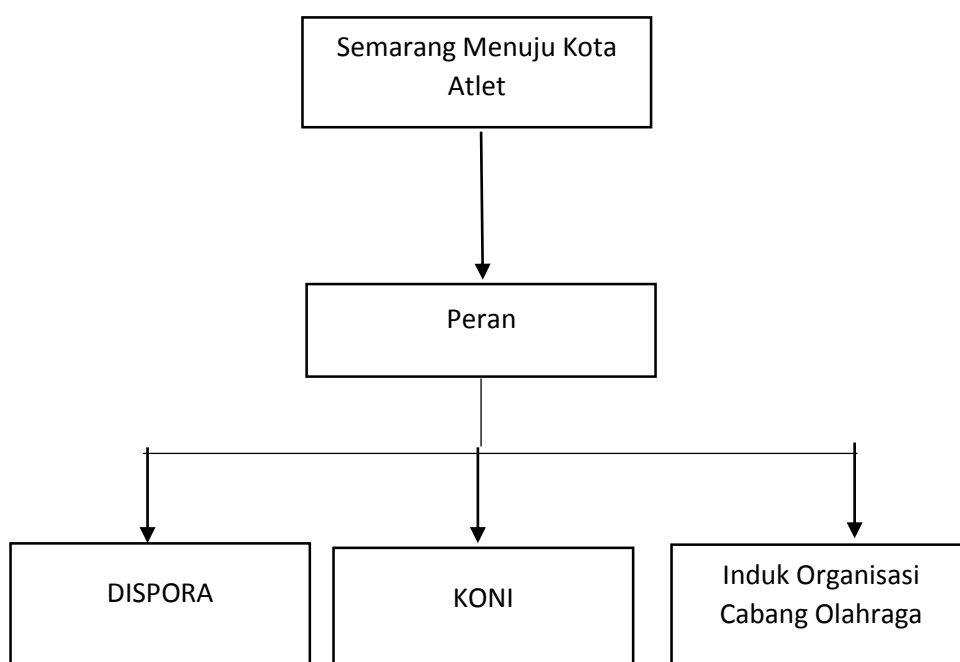 Semarang Menuju Kota
Atlet
Peran
DISPORA
KONI
Induk Organisasi
Cabang Olahraga